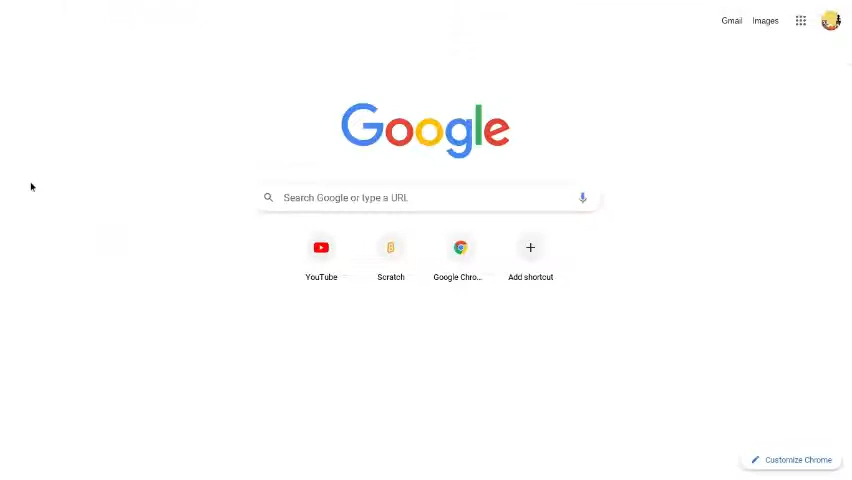 Gmail Images
Google
Search Google or type a URL
YouTube Scratch Google Chro... Add shortcut
Customize Chrome